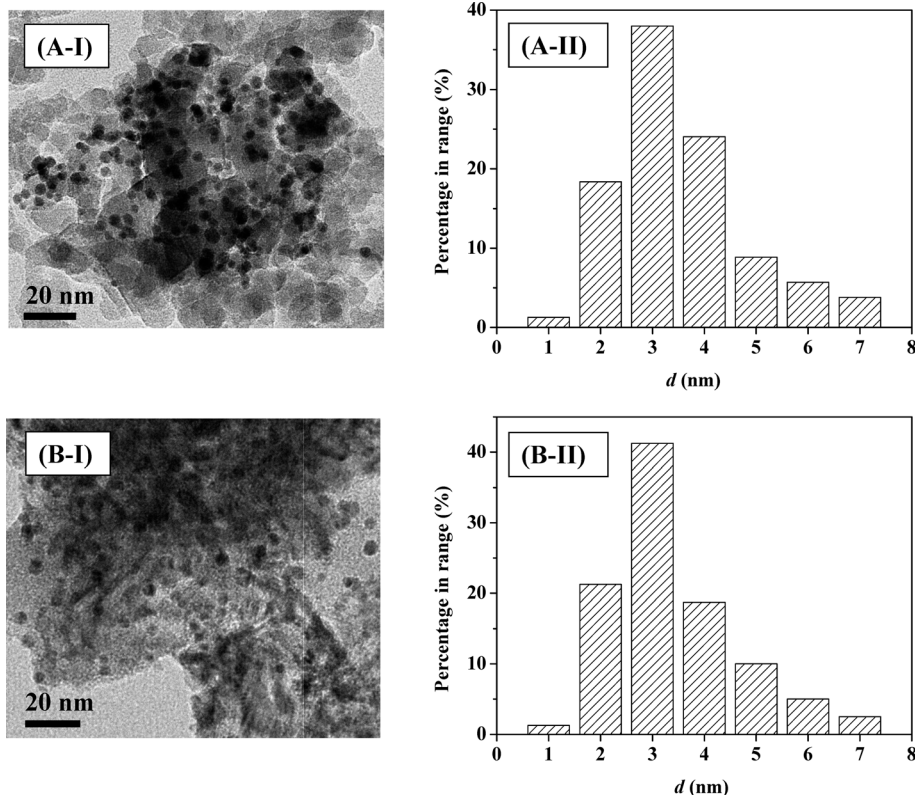 (A-I)
20 nm
(A-II)
Percentage in range (%)
40
30
20
10
0
0 1 2 3 4 5 6 7 8
d (nm)
(B-I)
20 nm
(B-II)
Percentage in range (%)
40
30
20
10
0
0 1 2 3 4 5 6 7 8
d (nm)